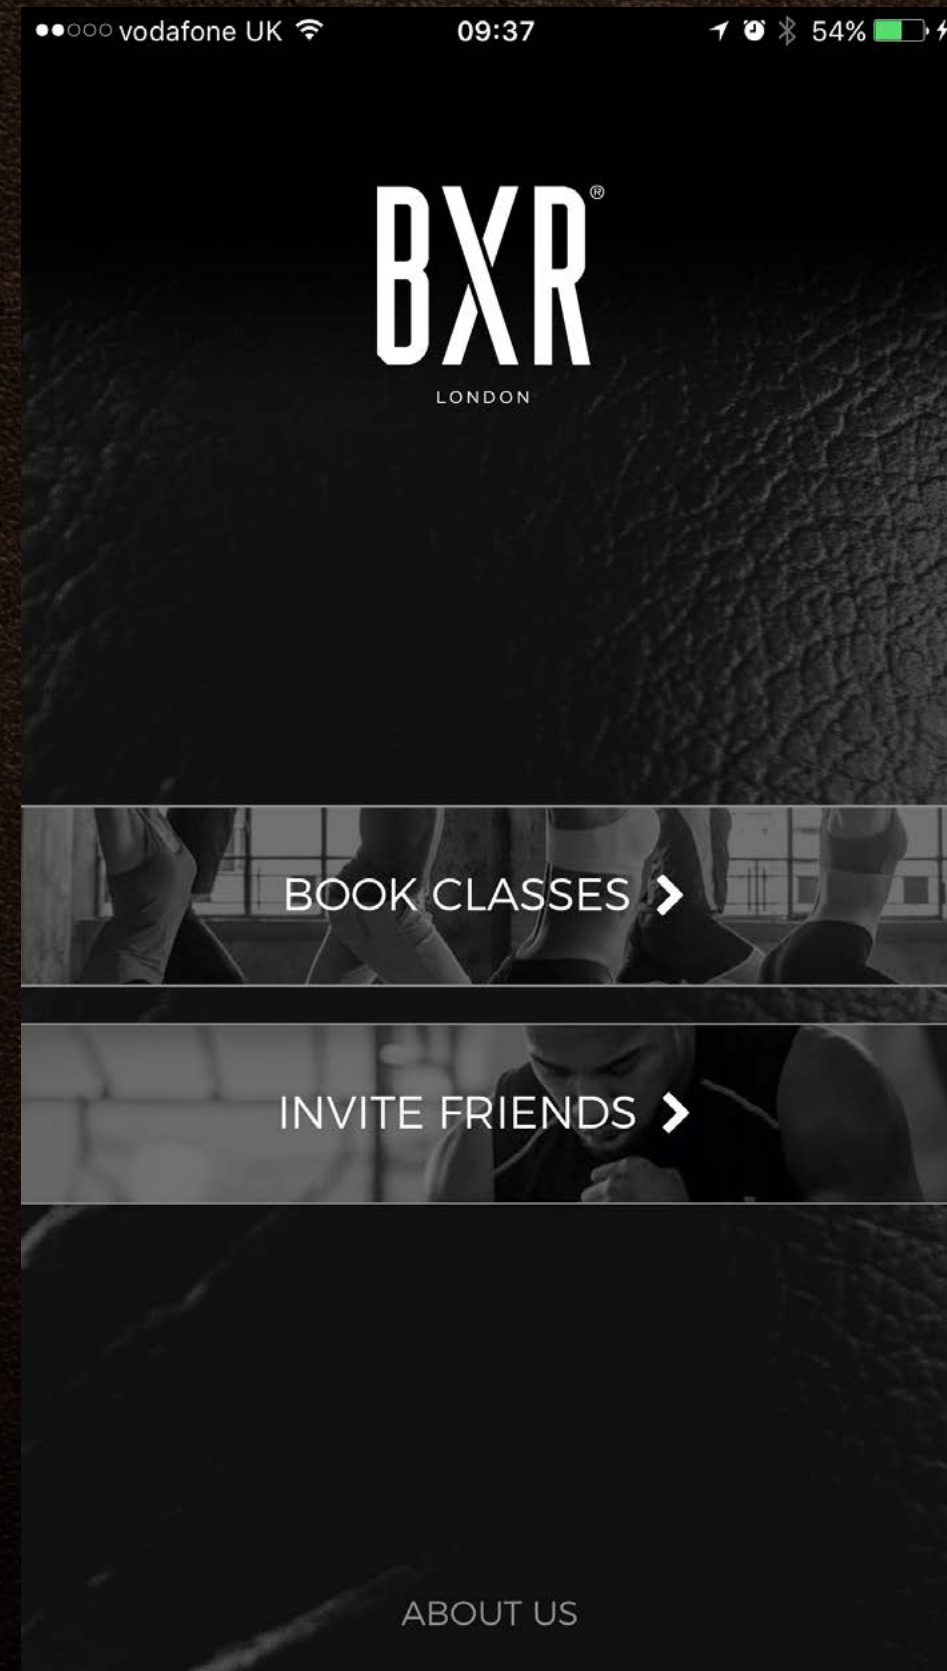 vodafone UK 09:37 54%
BXR®
LONDON
BOOK CLASSES
INVITE FRIENDS
ABOUT US